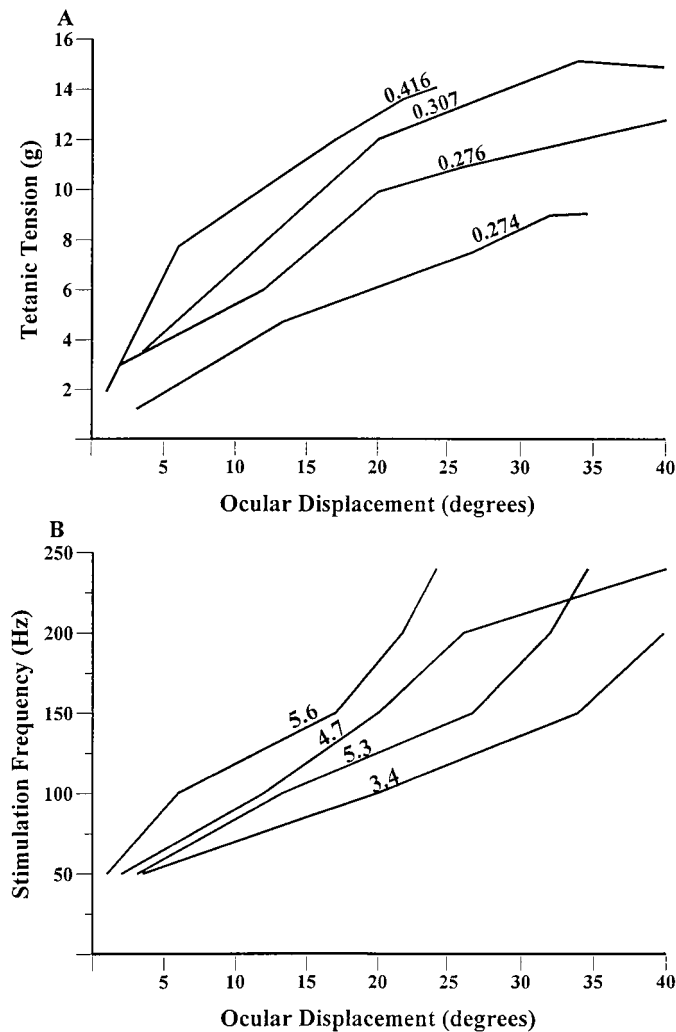 A
16
14
12
10
8
6
4
2
Tetanic Tension (g)
0.416
0.307
0.276
0.274
5 10 15 20 25 30 35 40
Ocular Displacement (degrees)
B
250
200
150
100
50
Stimulation Frequency (Hz)
5.6
4.7
5.3
3.4
5 10 15 20 25 30 35 40
Ocular Displacement (degrees)